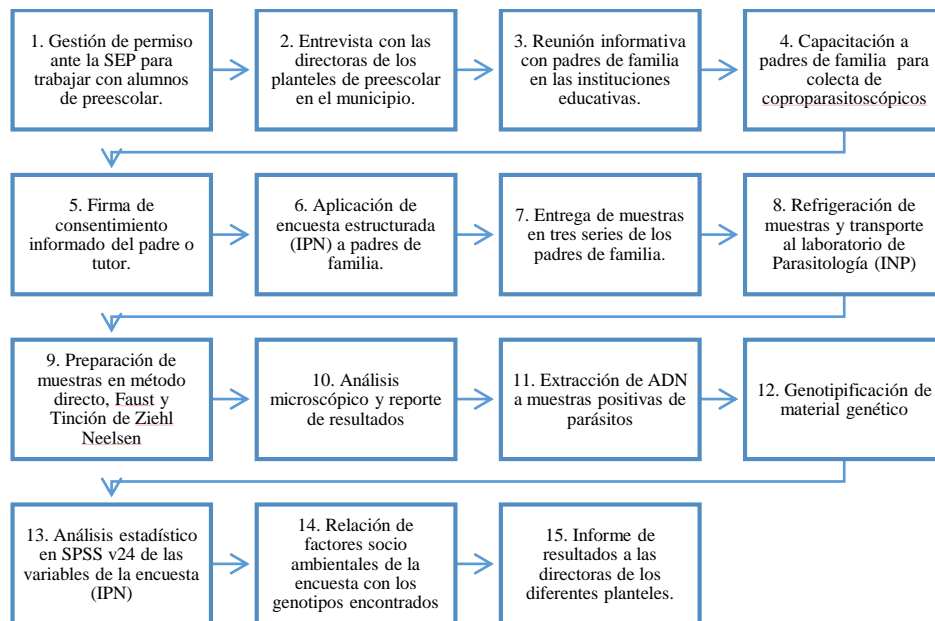 1. Gestión de permiso
ante la SEP para
trabajar con alumnos
de preescolar.
2. Entrevista con las
directoras de los
planteles de preescolar
en el municipio.
3. Reunión informativa
con padres de familia
en las instituciones
educativas.
4. Capacitación a
padres de familia para
colecta de
coproparasitoscópicos
5. Firma de
consentimiento
informado del padre o
tutor.
6. Aplicación de
encuesta estructurada
(IPN) a padres de
familia.
7. Entrega de muestras
en tres series de los
padres de familia.
8. Refrigeración de
muestras y transporte
al laboratorio de
Parasitología (INP)
9. Preparación de
muestras en método
directo, Faust y
Tinción de Ziehl
Neelsen
10. Análisis
microscópico y reporte
de resultados
11. Extracción de ADN
a muestras positivas de
parásitos
12. Genotipificación de
material genético
13. Análisis estadístico
en SPSS v24 de las
variables de la encuesta
(IPN)
14. Relación de
factores socio
ambientales de la
encuesta con los
genotipos encontrados
15. Informe de
resultados a las
directoras de los
diferentes planteles.